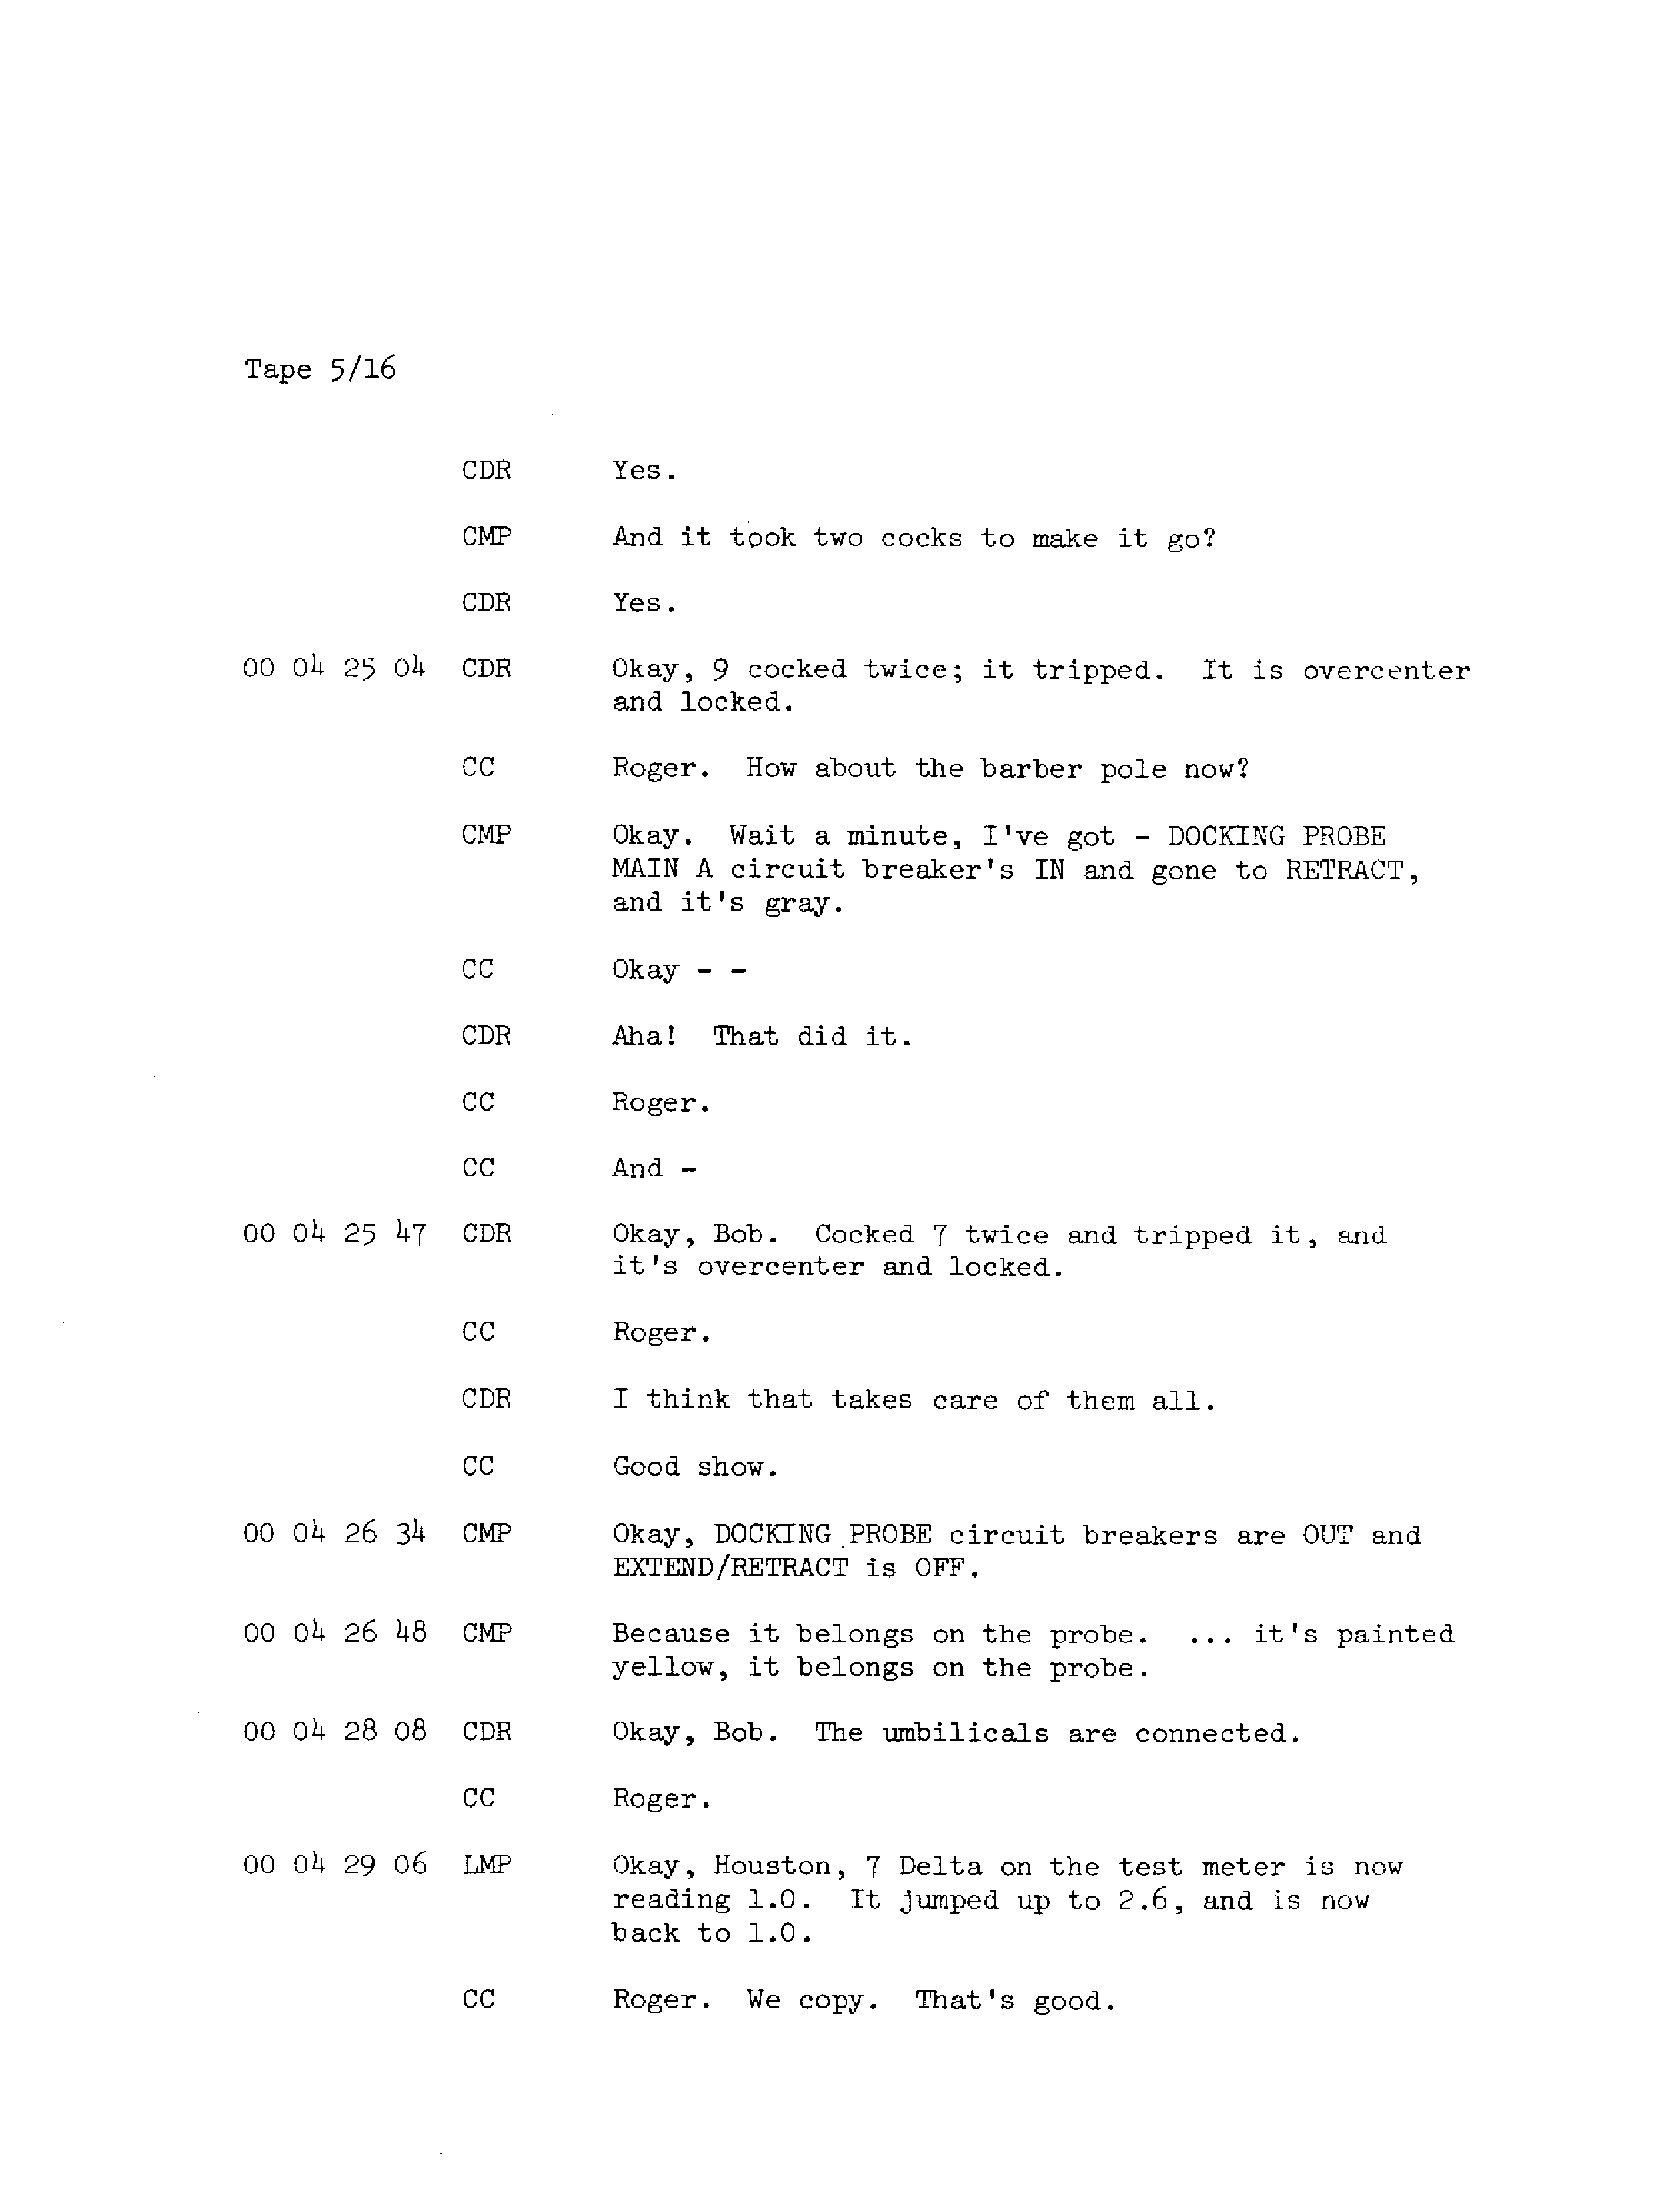 Tape 5/16
CDR Yes.
CMP And it took two cocks to make it go?
CDR Yes.
00 04 25 04 CDR Okay, 9 cocked twice; it tripped. It is overcenter
and locked.
CC Roger. How about the barber pole now?
CMP Okay. Wait a minute, I've got - DOCKING PROBE
MAIN A circuit breaker's IN and gone to RETRACT,
and it's gray.
CC Okay - -
CDR Aha! That did it.
CC Roger.
CC And -
00 04 25 47 CDR Okay, Bob. Cocked 7 twice and tripped it, and
it's overcenter and locked.
CC Roger.
CDR I think that takes care of them all.
CC Good show.
00 04 26 34 CMP Okay, DOCKING PROBE circuit breakers are OUT and
EXTEND/RETRACT is OFF.
00 04 26 48 CMP Because it belongs on the probe. ... it's painted
yellow, it belongs on the probe.
00 04 28 08 CDR Okay, Bob. The umbilicals are connected.
CC Roger.
00 04 29 06 LMP Okay, Houston, 7 Delta on the test meter is now
reading 1.0. It jumped up to 2.6, and is now
back to 1.0.
CC Roger. We copy. That's good.